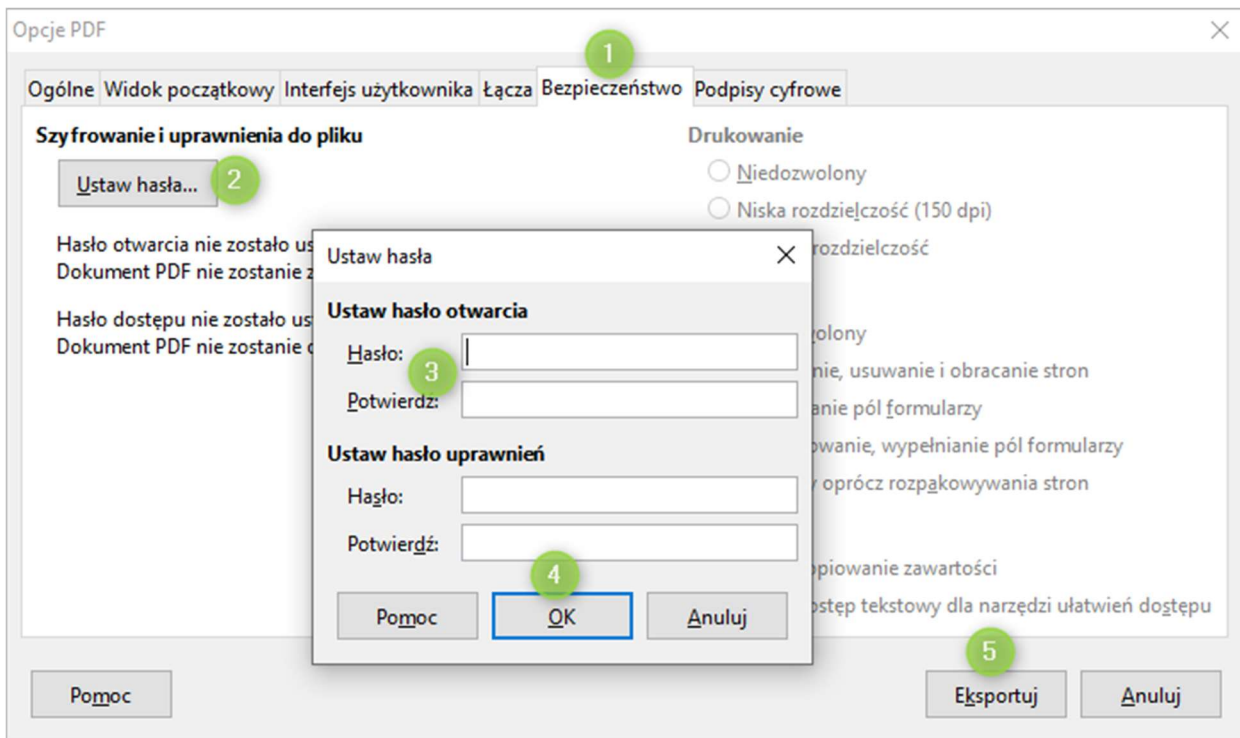 Opcje PDF
1
Ogólne Widok początkowy Interfejs użytkownika Łącza Bezpieczeństwo Podpisy cyfrowe
Szyfrowanie i uprawnienia do pliku
Ustaw hasła...
2
Hasło otwarcia nie zostało
Dokument PDF nie zostanie
Hasło dostępu nie zostało
Dokument PDF nie zostanie
Drukowanie
Niedozwolony
Niska rozdzielczość (150 dpi)
rozdzielczość
nie, usuwanie i obracanie stron
anie pól formularzy
owanie, wypełnianie pól formularzy
oprócz rozpakowywania stron
opiowanie zawartości
ostęp tekstowy dla narzędzi ułatwień dostępu
Ustaw hasła
Ustaw hasło otwarcia
Hasło:
3
Potwierdź:
Ustaw hasło uprawnień
Hasło:
Potwierdź:
4
Pomoc OK Anuluj
5
Pomoc Eksportuj Anuluj